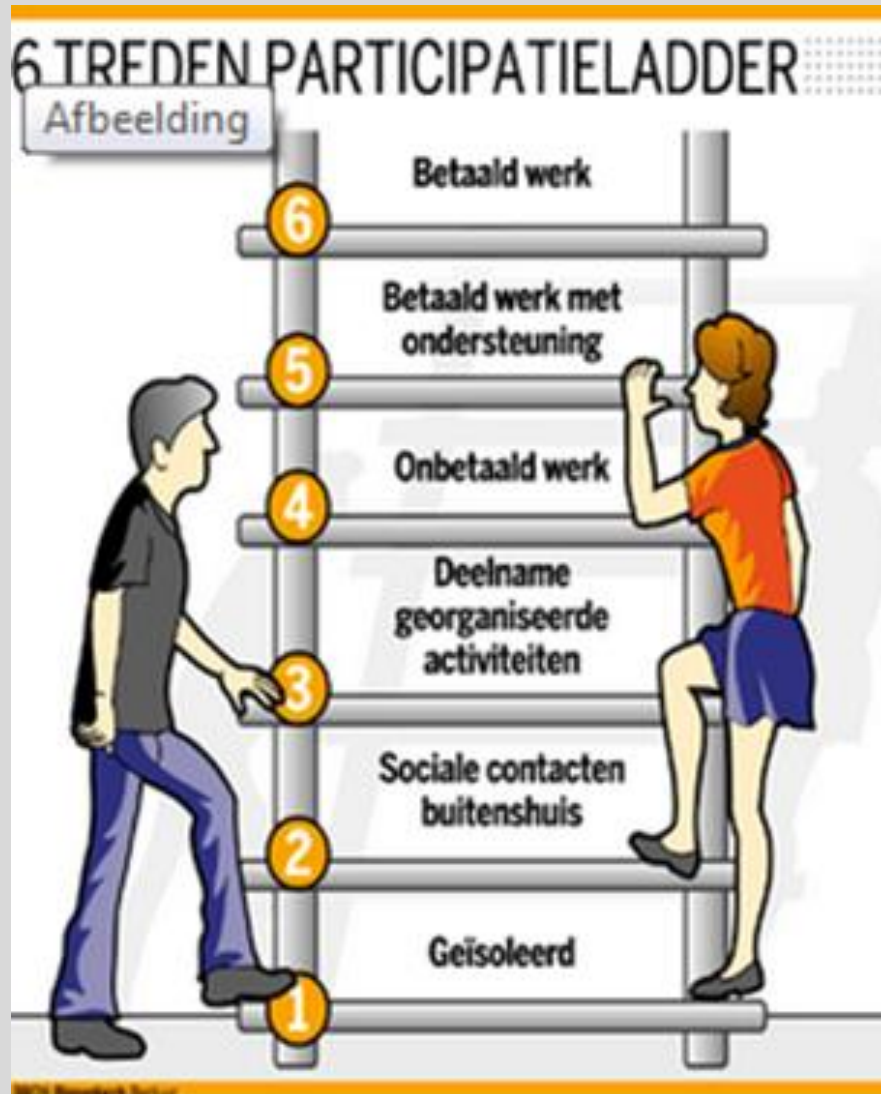 6 TREDEN PARTICIPATIELADDER
Afbeelding
Betaald werk
6
Betaald werk met
ondersteuning
5
Onbetaald werk
4
Deelname
georganiseerde
activiteiten
3
Sociale contacten
buitenshuis
2
Geïsoleerd
1